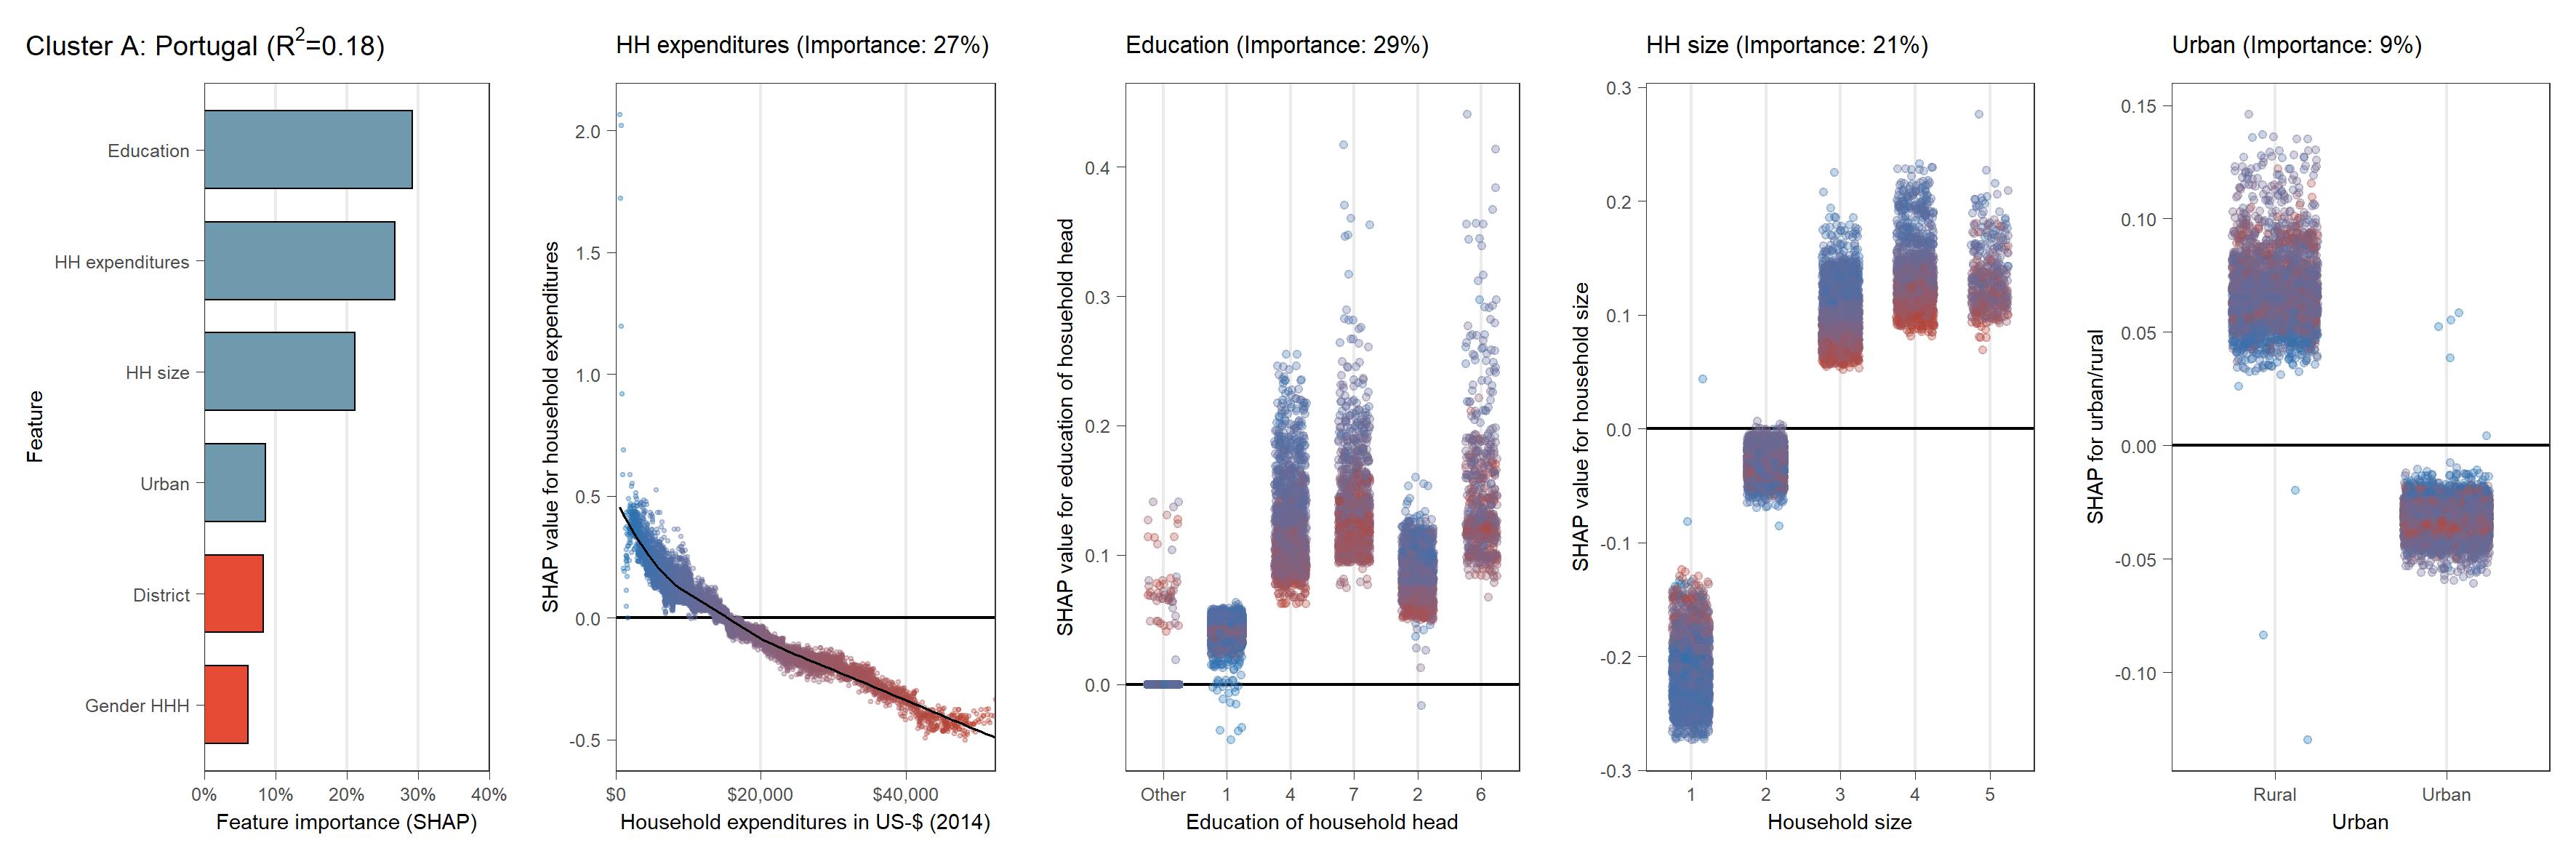 Cluster A: Portugal (R²=0.18)
Education
HH expenditures
HH size
Urban
District
Gender HHH
Feature
0% 10% 20% 30% 40%
Feature importance (SHAP)
HH expenditures (Importance: 27%)
SHAP value for household expenditures
2.0
1.5
1.0
0.5
0.0
-0.5
$0 $20,000 $40,000
Household expenditures in US-$ (2014)
Education (Importance: 29%)
SHAP value for education of hosuehold head
0.4
0.3
0.2
0.1
0.0
Other 1 4 7 2 6
Education of household head
HH size (Importance: 21%)
SHAP value for household size
0.3
0.2
0.1
0.0
-0.1
-0.2
-0.3
1 2 3 4 5
Household size
Urban (Importance: 9%)
SHAP for urban/rural
0.15
0.10
0.05
0.00
-0.05
-0.10
Rural Urban
Urban